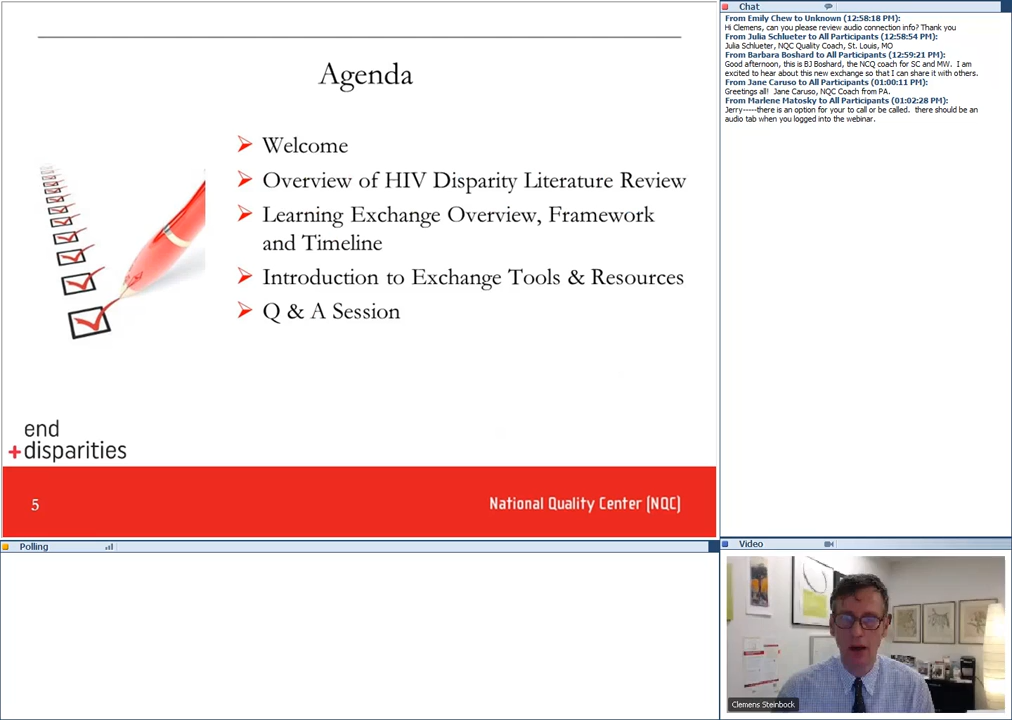 Agenda
Welcome
Overview of HIV Disparity Literature Review
Learning Exchange Overview, Framework
and Timeline
Introduction to Exchange Tools & Resources
Q & A Session
end
+disparities
5
National Quality Center (NQC)
Polling
Chat
From Emily Chew to Unknown (12:58:18 PM):
Hi Clemens, can you please review audio connection info? Thank you
From Julia Schlueter to All Participants (12:58:54 PM):
Julia Schlueter, NQC Quality Coach, St. Louis, MO
From Barbara Boshard to All Participants (12:59:21 PM):
Good afternoon, this is BJ Boshard, the NCQ coach for SC and MW.  I am
excited to hear about this new exchange so that I can share it with others.
From Jane Caruso to All Participants (01:00:11 PM):
Greetings all!  Jane Caruso, NQC Coach from PA.
From Marlene Matosky to All Participants (01:02:28 PM):
Jerry-----there is an option for your to call or be called.  there should be an
audio tab when you logged into the webinar.
Video
Clemens Steinbock